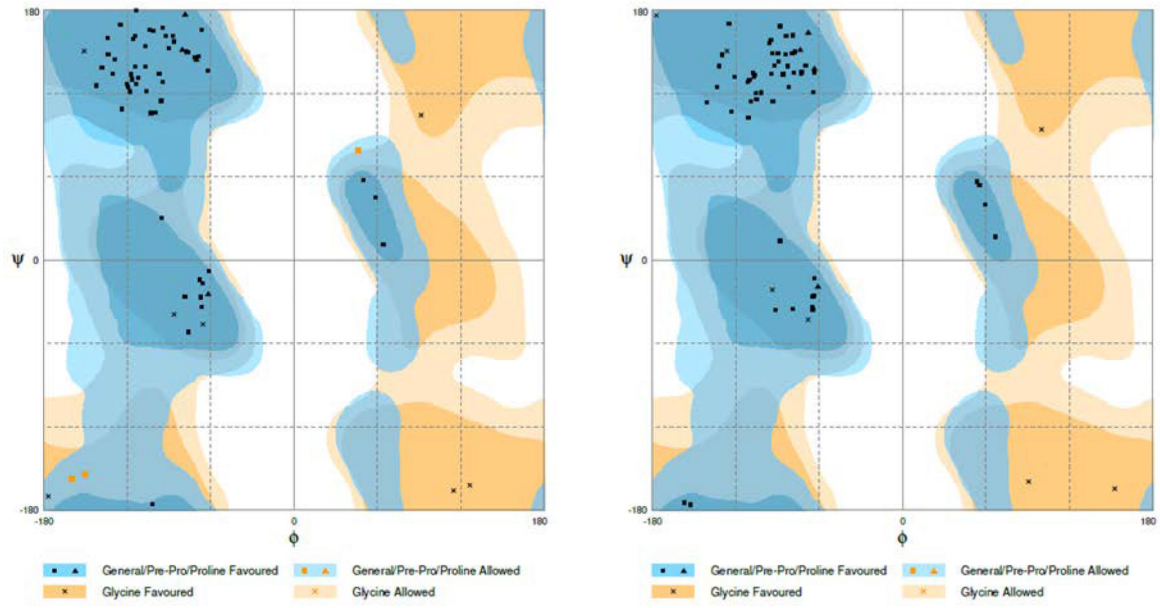 180
ψ
0
-180
-180
0
180
ϕ
General/Pre-Pro/Proline Favoured
General/Pre-Pro/Proline Allowed
Glycine Favoured
Glycine Allowed
180
ψ
0
-180
-180
0
180
ϕ
General/Pre-Pro/Proline Favoured
General/Pre-Pro/Proline Allowed
Glycine Favoured
Glycine Allowed